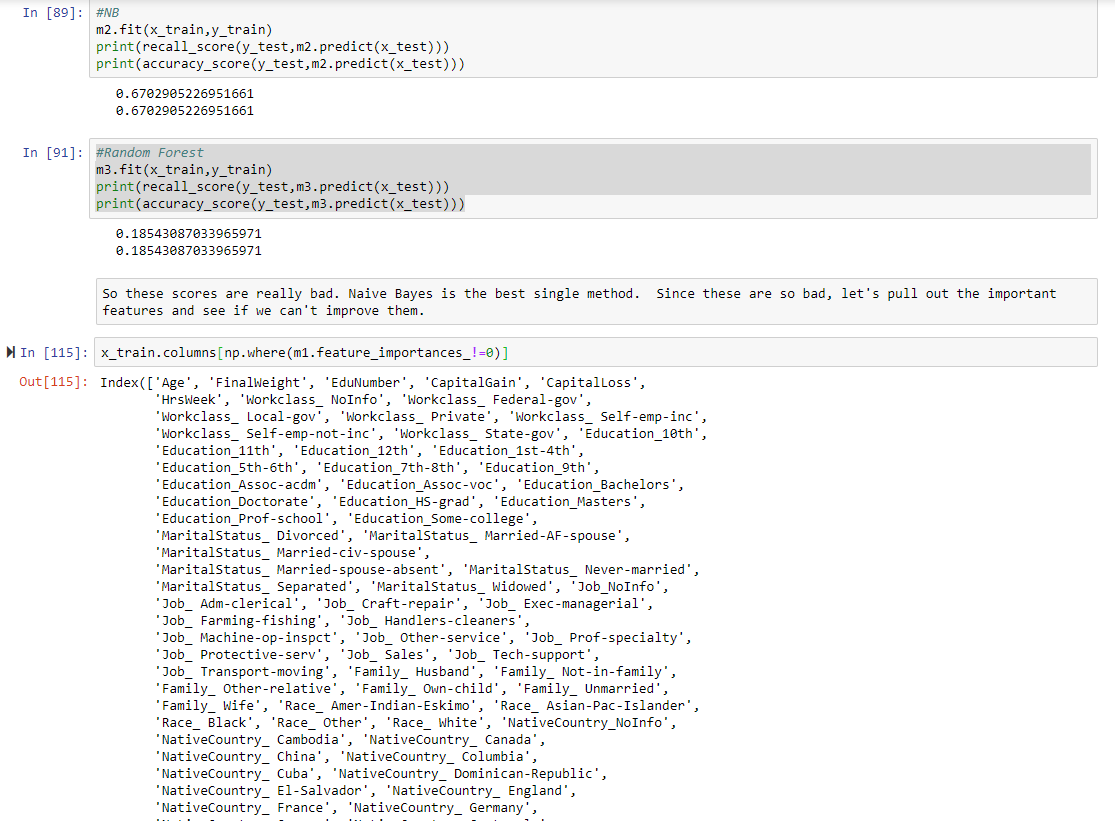 In [89]: #NB
m2.fit(x_train,y_train)
print(recall_score(y_test,m2.predict(x_test)))
print(accuracy_score(y_test,m2.predict(x_test)))
0.6702905226951661
0.6702905226951661
In [91]: #Random Forest
m3.fit(x_train,y_train)
print(recall_score(y_test,m3.predict(x_test)))
print(accuracy_score(y_test,m3.predict(x_test)))
0.18543087033965971
0.18543087033965971
So these scores are really bad. Naive Bayes is the best single method.  Since these are so bad, let's pull out the important
features and see if we can't improve them.
In [115]: x_train.columns[np.where(m1.feature_importances_!=0)]
Out[115]: Index(['Age', 'FinalWeight', 'EduNumber', 'CapitalGain', 'CapitalLoss',
'HrsWeek', 'Workclass_ NoInfo', 'Workclass_ Federal-gov',
'Workclass_ Local-gov', 'Workclass_ Private', 'Workclass_ Self-emp-inc',
'Workclass_ Self-emp-not-inc', 'Workclass_ State-gov', 'Education_10th',
'Education_11th', 'Education_12th', 'Education_1st-4th',
'Education_5th-6th', 'Education_7th-8th', 'Education_9th',
'Education_Assoc-acdm', 'Education_Assoc-voc', 'Education_Bachelors',
'Education_Doctorate', 'Education_HS-grad', 'Education_Masters',
'Education_Prof-school', 'Education_Some-college',
'MaritalStatus_ Divorced', 'MaritalStatus_ Married-AF-spouse',
'MaritalStatus_ Married-civ-spouse',
'MaritalStatus_ Married-spouse-absent', 'MaritalStatus_ Never-married',
'MaritalStatus_ Separated', 'MaritalStatus_ Widowed', 'Job_NoInfo',
'Job_ Adm-clerical', 'Job_ Craft-repair', 'Job_ Exec-managerial',
'Job_ Farming-fishing', 'Job_ Handlers-cleaners',
'Job_ Machine-op-inspct', 'Job_ Other-service', 'Job_ Prof-specialty',
'Job_ Protective-serv', 'Job_ Sales', 'Job_ Tech-support',
'Job_ Transport-moving', 'Family_ Husband', 'Family_ Not-in-family',
'Family_ Other-relative', 'Family_ Own-child', 'Family_ Unmarried',
'Family_ Wife', 'Race_ Amer-Indian-Eskimo', 'Race_ Asian-Pac-Islander',
'Race_ Black', 'Race_ Other', 'Race_ White', 'NativeCountry_NoInfo',
'NativeCountry_ Cambodia', 'NativeCountry_ Canada',
'NativeCountry_ China', 'NativeCountry_ Columbia',
'NativeCountry_ Cuba', 'NativeCountry_ Dominican-Republic',
'NativeCountry_ El-Salvador', 'NativeCountry_ England',
'NativeCountry_ France', 'NativeCountry_ Germany',